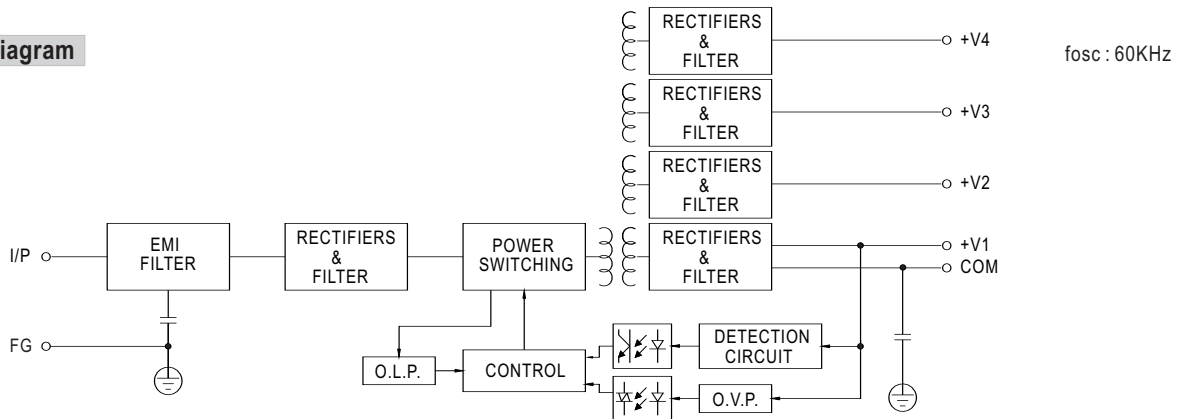 iagram
fosc : 60KHz
RECTIFIERS
&
FILTER
+V4
RECTIFIERS
&
FILTER
+V3
RECTIFIERS
&
FILTER
+V2
I/P
EMI
FILTER
RECTIFIERS
&
FILTER
POWER
SWITCHING
RECTIFIERS
&
FILTER
+V1
COM
FG
O.L.P.
CONTROL
DETECTION
CIRCUIT
O.V.P.